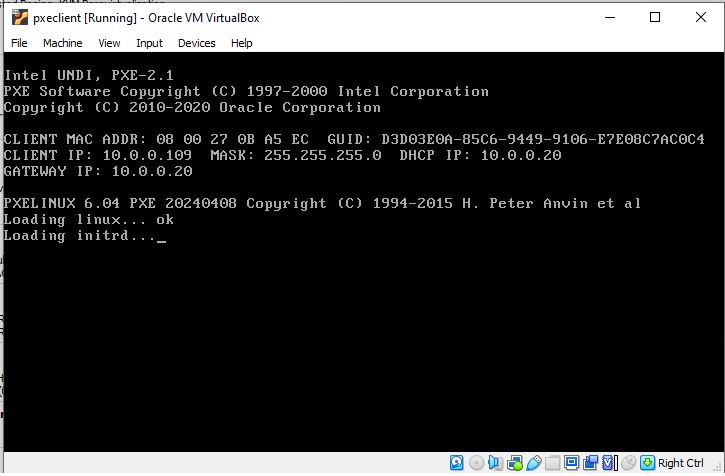 pxeclient [Running] - Oracle VM VirtualBox
File Machine View Input Devices Help
Intel UNDI, PXE-2.1
PXE Software Copyright (C) 1997-2000 Intel Corporation
Copyright (C) 2010-2020 Oracle Corporation
CLIENT MAC ADDR: 08 00 27 0B A5 EC  GUID: D3D03E0A-85C6-9449-9106-E7E08C7AC0C4
CLIENT IP: 10.0.0.109  MASK: 255.255.255.0  DHCP IP: 10.0.0.20
GATEWAY IP: 10.0.0.20
PXELINUX 6.04 PXE 20240408 Copyright (C) 1994-2015 H. Peter Anvin et al
Loading linux... ok
Loading initrd..._
Right Ctrl